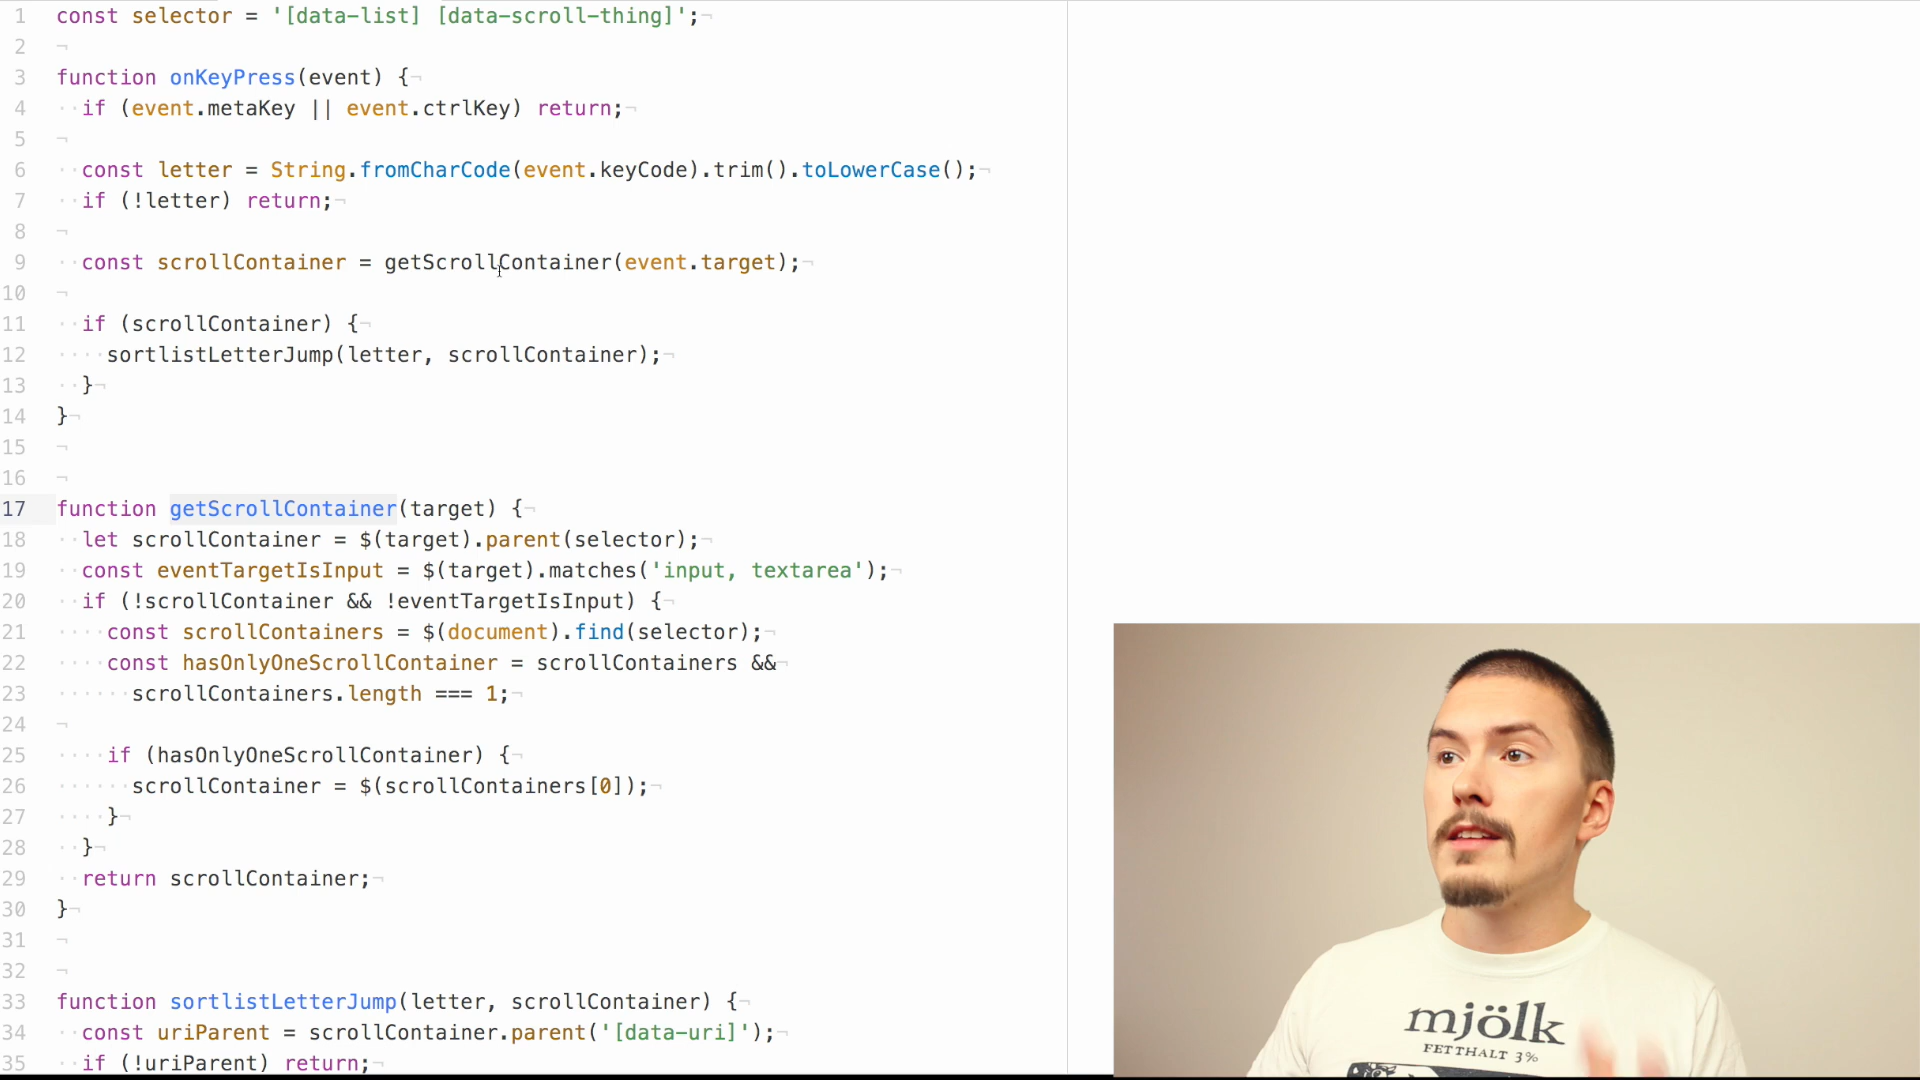 1 const selector = '[data-list] [data-scroll-thing]';¬
2 ¬
3 function onKeyPress(event) {¬
4 ··if (event.metaKey || event.ctrlKey) return;¬
5 ¬
6 ··const letter = String.fromCharCode(event.keyCode).trim().toLowerCase();¬
7 ··if (!letter) return;¬
8 ¬
9 ··const scrollContainer = getScrollContainer(event.target);¬
10 ¬
11 ··if (scrollContainer) {¬
12 ····sortlistLetterJump(letter, scrollContainer);¬
13 ··}¬
14 }¬
15 ¬
16 ¬
17 function getScrollContainer(target) {¬
18 ··let scrollContainer = $(target).parent(selector);¬
19 ··const eventTargetIsInput = $(target).matches('input, textarea');¬
20 ··if (!scrollContainer && !eventTargetIsInput) {¬
21 ····const scrollContainers = $(document).find(selector);¬
22 ····const hasOnlyOneScrollContainer = scrollContainers &&¬
23 ······scrollContainers.length === 1;¬
24 ¬
25 ····if (hasOnlyOneScrollContainer) {¬
26 ······scrollContainer = $(scrollContainers[0]);¬
27 ····}¬
28 ··}¬
29 ··return scrollContainer;¬
30 }¬
31 ¬
32 ¬
33 function sortlistLetterJump(letter, scrollContainer) {¬
34 ··const uriParent = scrollContainer.parent('[data-uri]');¬
35 ··if (!uriParent) return;¬
mjölk
FETTHALT 3%